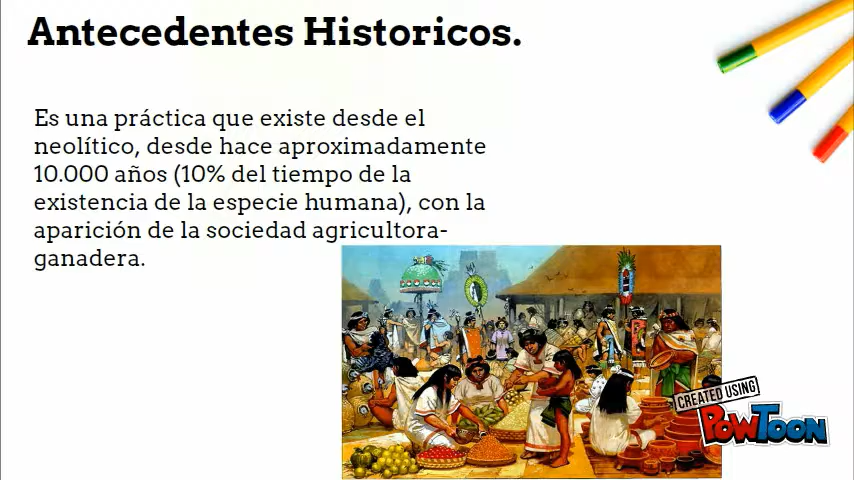 Antecedentes Historicos.
Es una práctica que existe desde el
neolítico, desde hace aproximadamente
10.000 años (10% del tiempo de la
existencia de la especie humana), con la
aparición de la sociedad agricultora-
ganadera.
CREATED USING
POWTOON